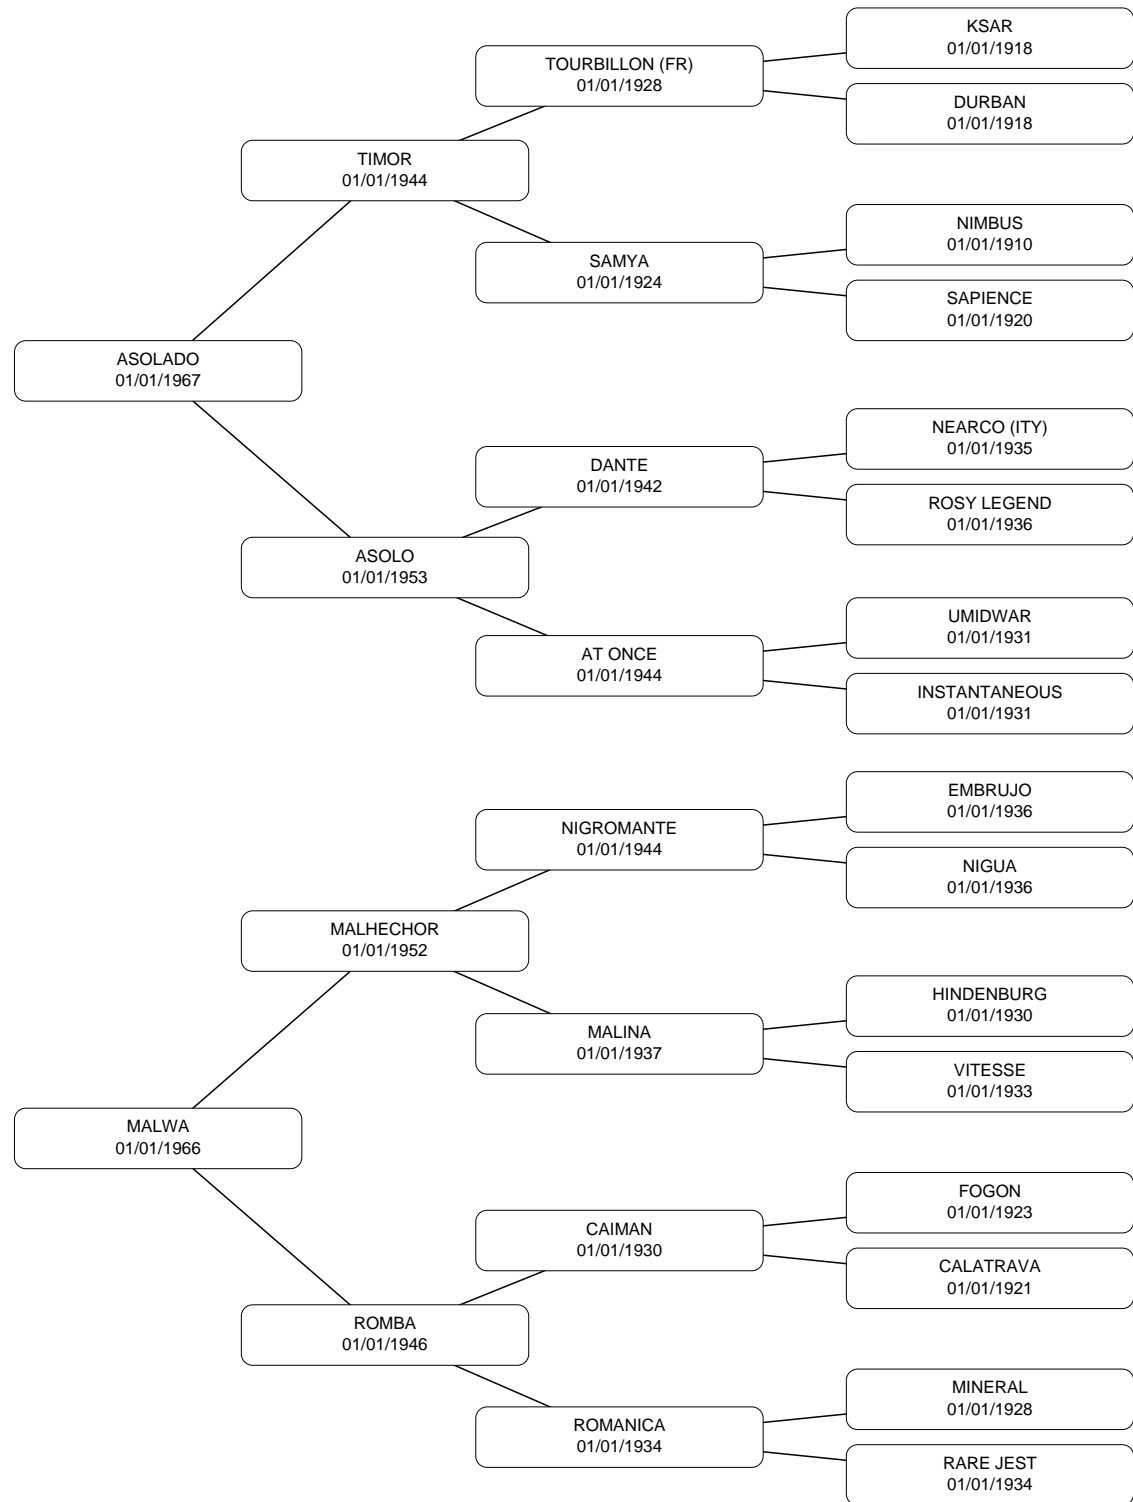 KSAR
01/01/1918
TOURBILLON (FR)
01/01/1928
DURBAN
01/01/1918
TIMOR
01/01/1944
NIMBUS
01/01/1910
SAMYA
01/01/1924
SAPIENCE
01/01/1920
ASOLADO
01/01/1967
NEARCO (ITY)
01/01/1935
DANTE
01/01/1942
ROSY LEGEND
01/01/1936
ASOLO
01/01/1953
UMIDWAR
01/01/1931
AT ONCE
01/01/1944
INSTANTANEOUS
01/01/1931
EMBRUJO
01/01/1936
NIGROMANTE
01/01/1944
NIGUA
01/01/1936
MALHECHOR
01/01/1952
HINDENBURG
01/01/1930
MALINA
01/01/1937
VITESSE
01/01/1933
MALWA
01/01/1966
FOGON
01/01/1923
CAIMAN
01/01/1930
CALATRAVA
01/01/1921
ROMBA
01/01/1946
MINERAL
01/01/1928
ROMANICA
01/01/1934
RARE JEST
01/01/1934